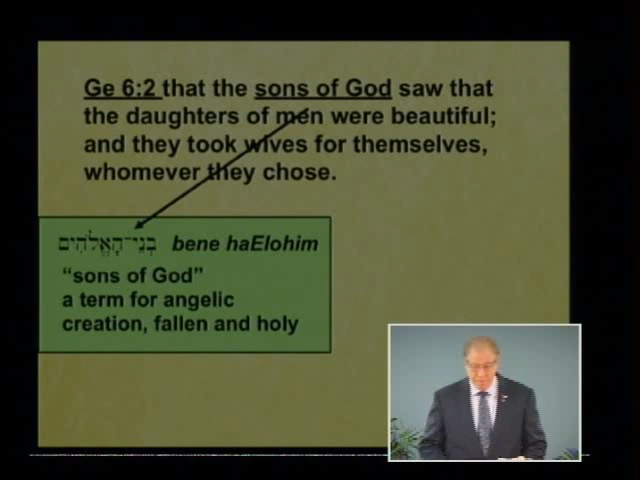 Ge 6:2 that the sons of God saw that
the daughters of men were beautiful;
and they took wives for themselves,
whomever they chose.
בְּנֵי־הָאֱלֹהִים bene haElohim
“sons of God”
a term for angelic
creation, fallen and holy